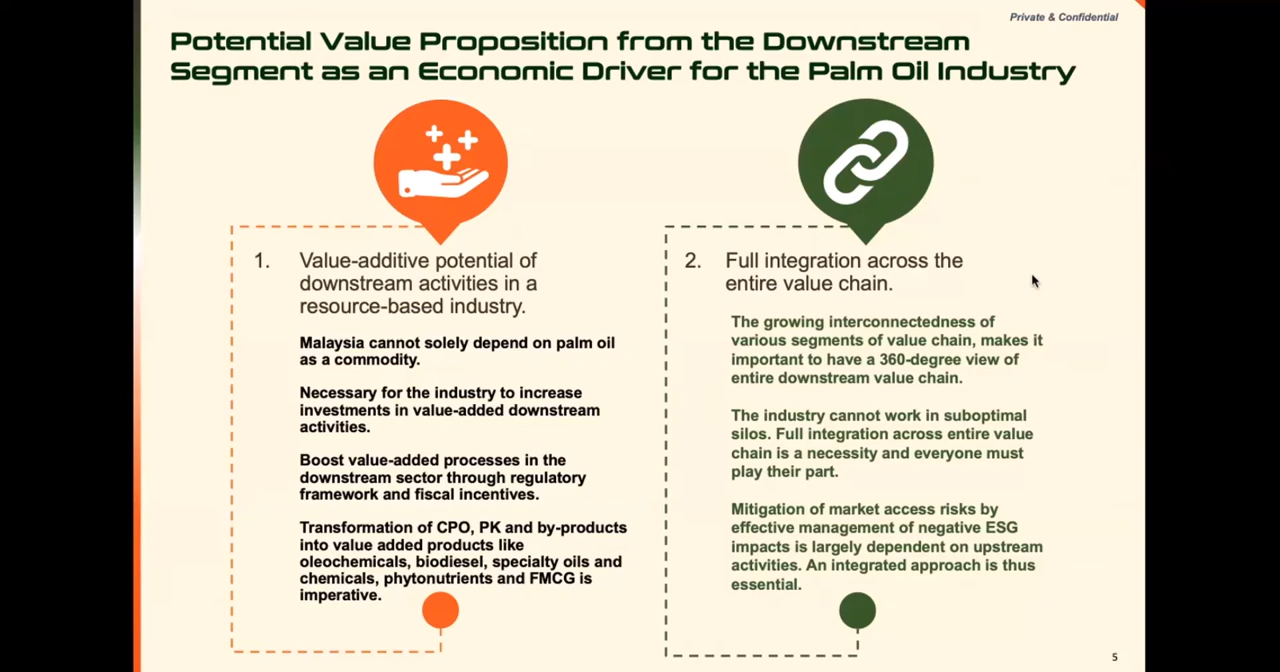 Private & Confidential
Potential Value Proposition from the Downstream
Segment as an Economic Driver for the Palm Oil Industry
1. Value-additive potential of
downstream activities in a
resource-based industry.
Malaysia cannot solely depend on palm oil
as a commodity.
Necessary for the industry to increase
investments in value-added downstream
activities.
Boost value-added processes in the
downstream sector through regulatory
framework and fiscal incentives.
Transformation of CPO, PK and by-products
into value added products like
oleochemicals, biodiesel, specialty oils and
chemicals, phytonutrients and FMCG is
imperative.
2. Full integration across the
entire value chain.
The growing interconnectedness of
various segments of value chain, makes it
important to have a 360-degree view of
entire downstream value chain.
The industry cannot work in suboptimal
silos. Full integration across entire value
chain is a necessity and everyone must
play their part.
Mitigation of market access risks by
effective management of negative ESG
impacts is largely dependent on upstream
activities. An integrated approach is thus
essential.
5